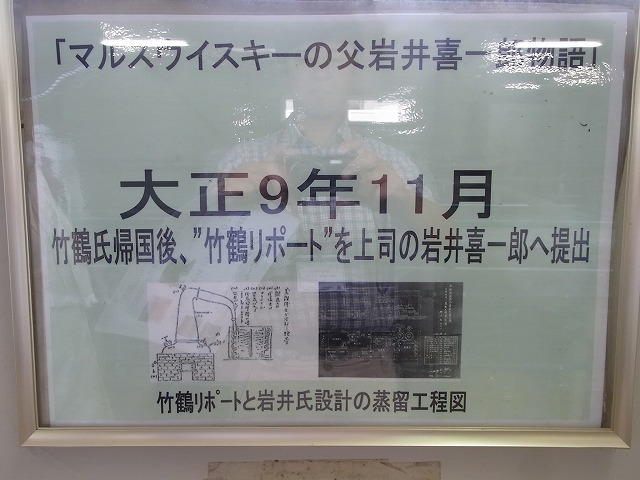 「マルスウイスキーの父岩井喜一郎物語」
大正9年11月
竹鶴氏帰国後、"竹鶴リポート"を上司の岩井喜一郎へ提出
竹鶴リポートと岩井氏設計の蒸留工程図